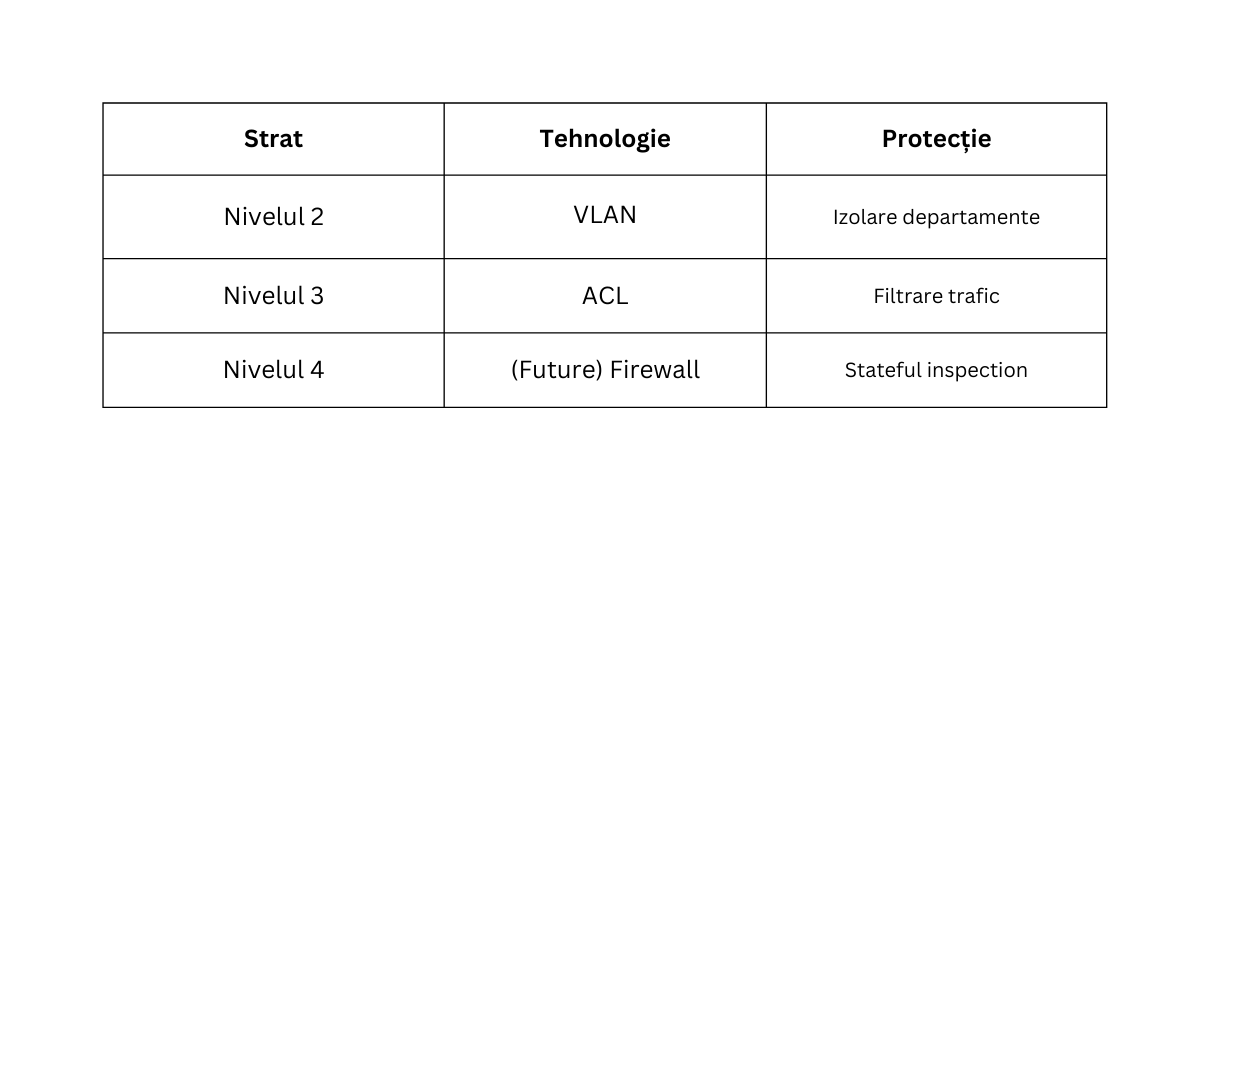 Strat Tehnologie Protecție
Nivelul 2 VLAN Izolare departamente
Nivelul 3 ACL Filtrare trafic
Nivelul 4 (Future) Firewall Stateful inspection